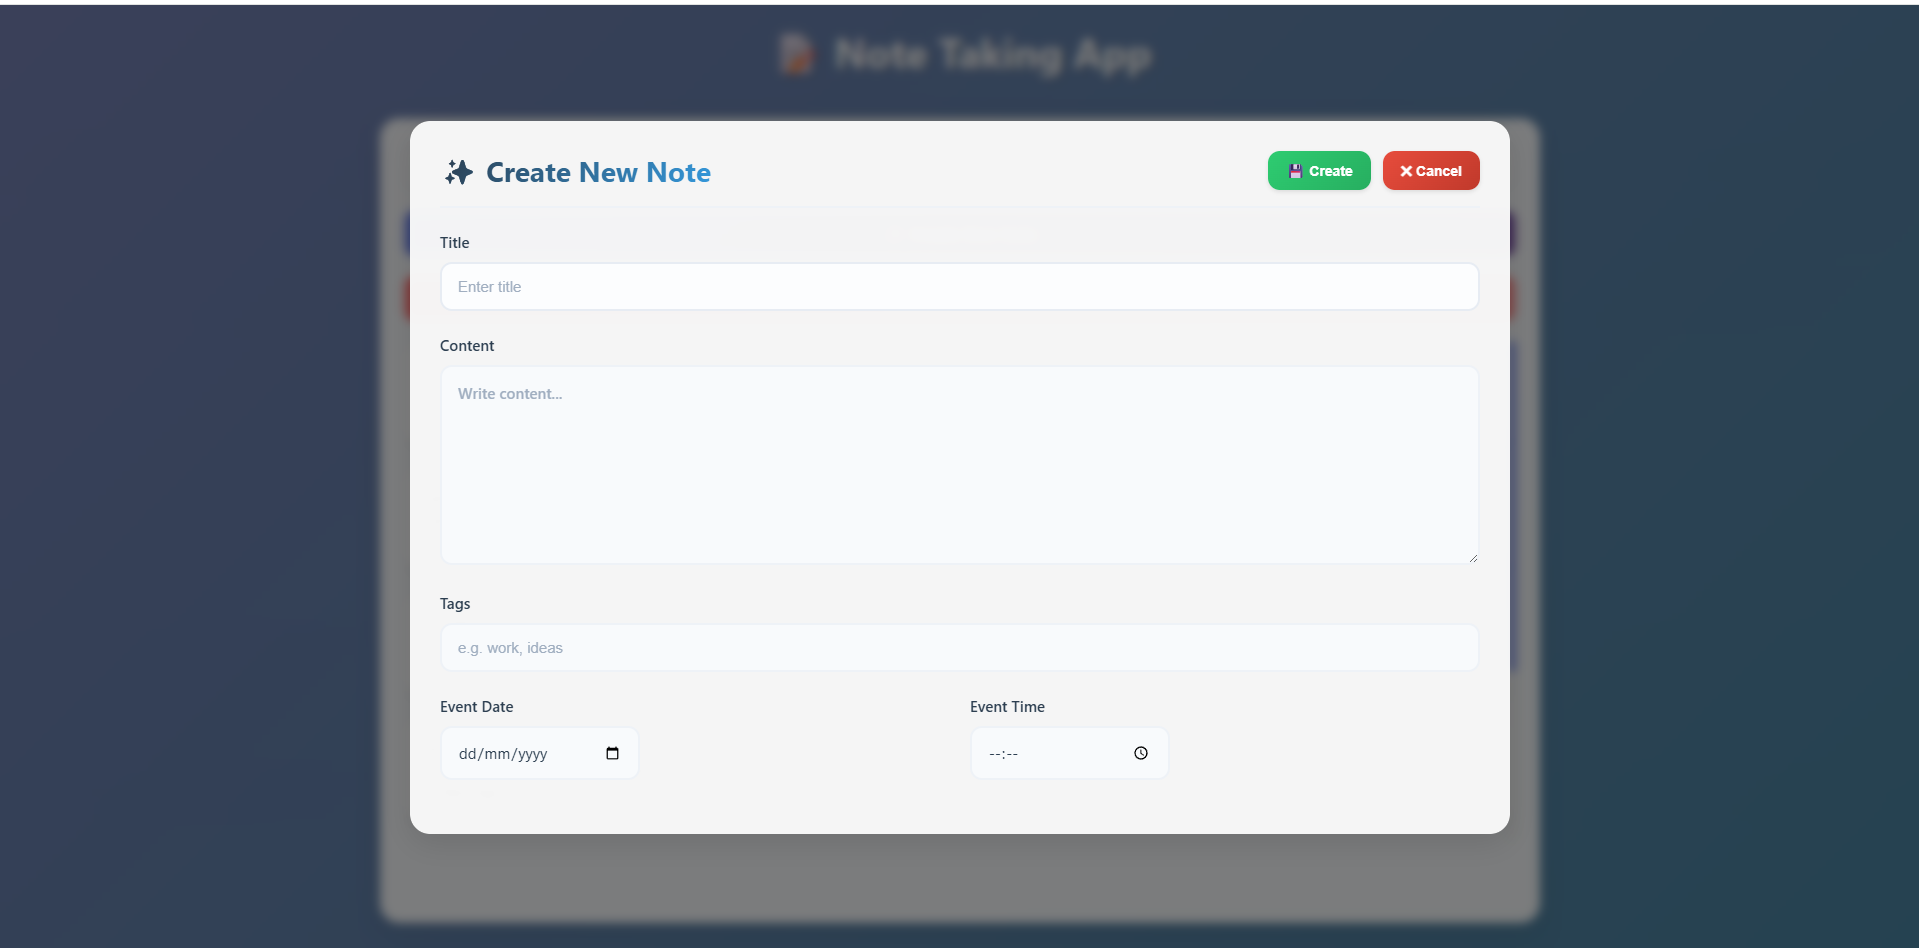 Note Taking App
Create New Note
Create
Cancel
Title
Enter title
Content
Write content...
Tags
e.g. work, ideas
Event Date
Event Time
dd/mm/yyyy
--:--